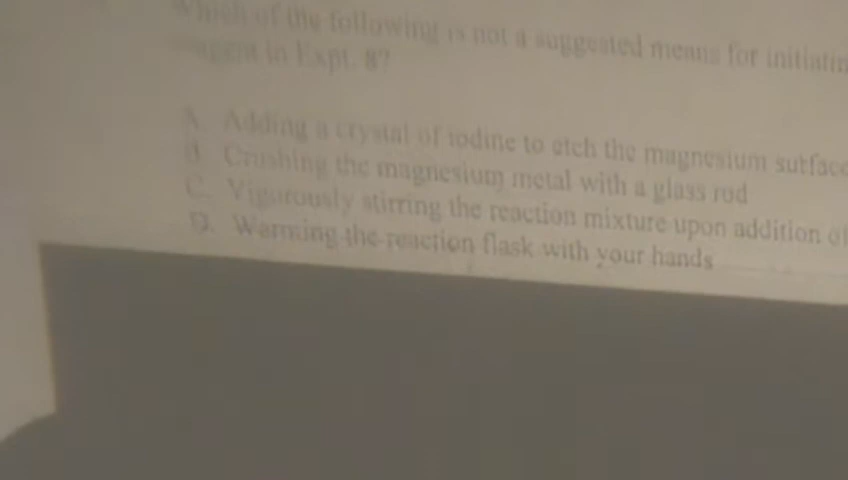 Which of the following is not a suggested means for initiatin
in Expt. 8?
A. Adding a crystal of iodine to etch the magnesium surface
B. Crushing the magnesium metal with a glass rod
C. Vigorously stirring the reaction mixture upon addition of
D. Warming the reaction flask with your hands